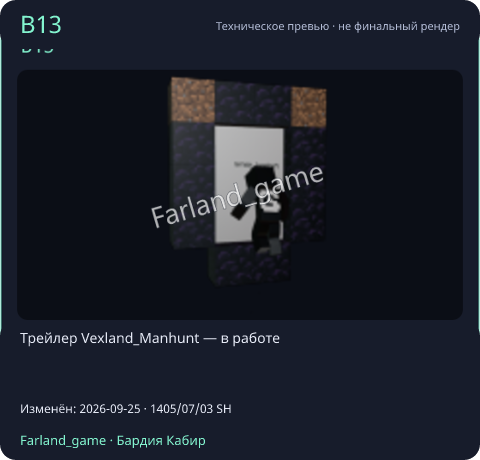 B13
Техническое превью · не финальный рендер
B13
Farland_game
Трейлер Vexland_Manhunt — в работе
Изменён: 2026-09-25 · 1405/07/03 SH
Farland_game · Бардия Кабир